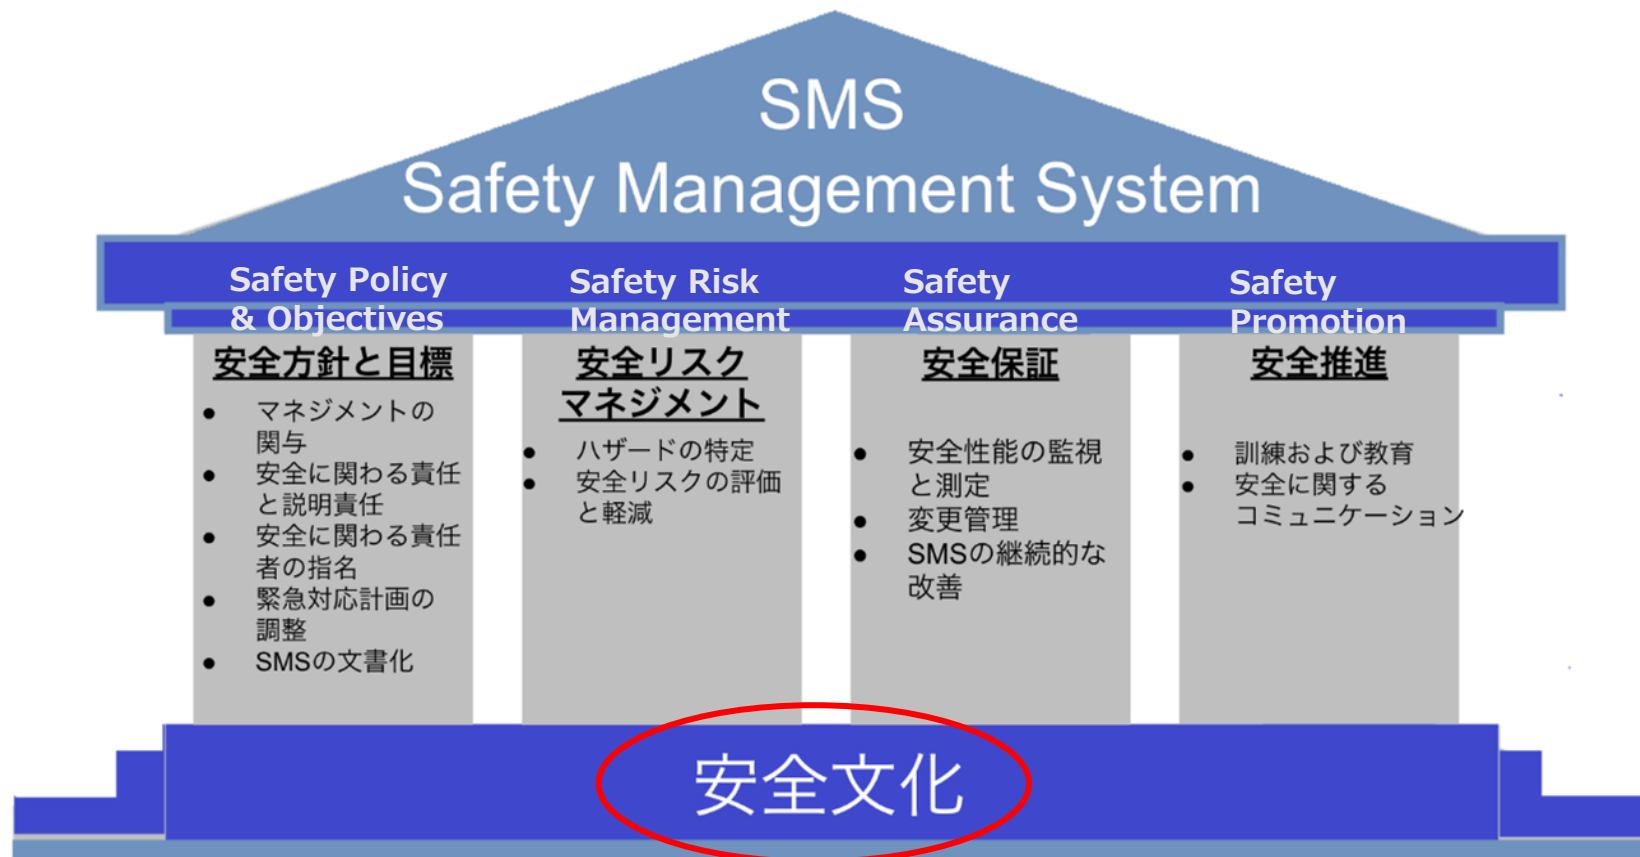 SMS
Safety Management System
Safety Policy
& Objectives
安全方針と目標
● マネジメントの
関与
● 安全に関わる責任
と説明責任
● 安全に関わる責任
者の指名
● 緊急対応計画の
調整
● SMSの文書化
Safety Risk
Management
安全リスク
マネジメント
● ハザードの特定
● 安全リスクの評価
と軽減
Safety
Assurance
安全保証
● 安全性能の監視
と測定
● 変更管理
● SMSの継続的な
改善
Safety
Promotion
安全推進
● 訓練および教育
● 安全に関する
コミュニケーション
安全文化